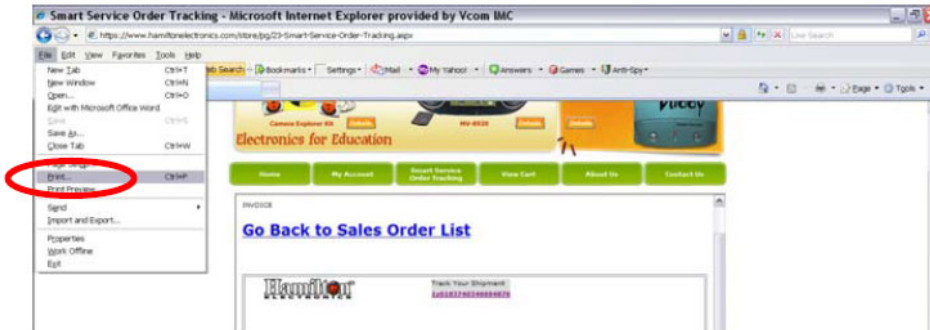 Smart Service Order Tracking - Microsoft Internet Explorer provided by Vcom IMC
https://www.hamiltonelectronics.com/store/pg/23-Smart-Service-Order-Tracking.aspx
Live Search
File Edit View Favorites Tools Help
Web Search Bookmarks Settings Mail My Yahoo! Answers Games Anti-Spy
Page Tools
New Tab Ctrl+T
New Window Ctrl+N
Open... Ctrl+O
Edit with Microsoft Office Word
Save Ctrl+S
Save As...
Close Tab Ctrl+W
Page Setup...
Print... Ctrl+P
Print Preview...
Send
Import and Export...
Properties
Work Offline
Exit
Camera Explorer Kit Details
Details
Details
Electronics for Education
Home
My Account
Smart Service
Order Tracking
View Cart
About Us
Contact Us
INVOICE
Go Back to Sales Order List
Hamilton
ELECTRONICS
Track Your Shipment